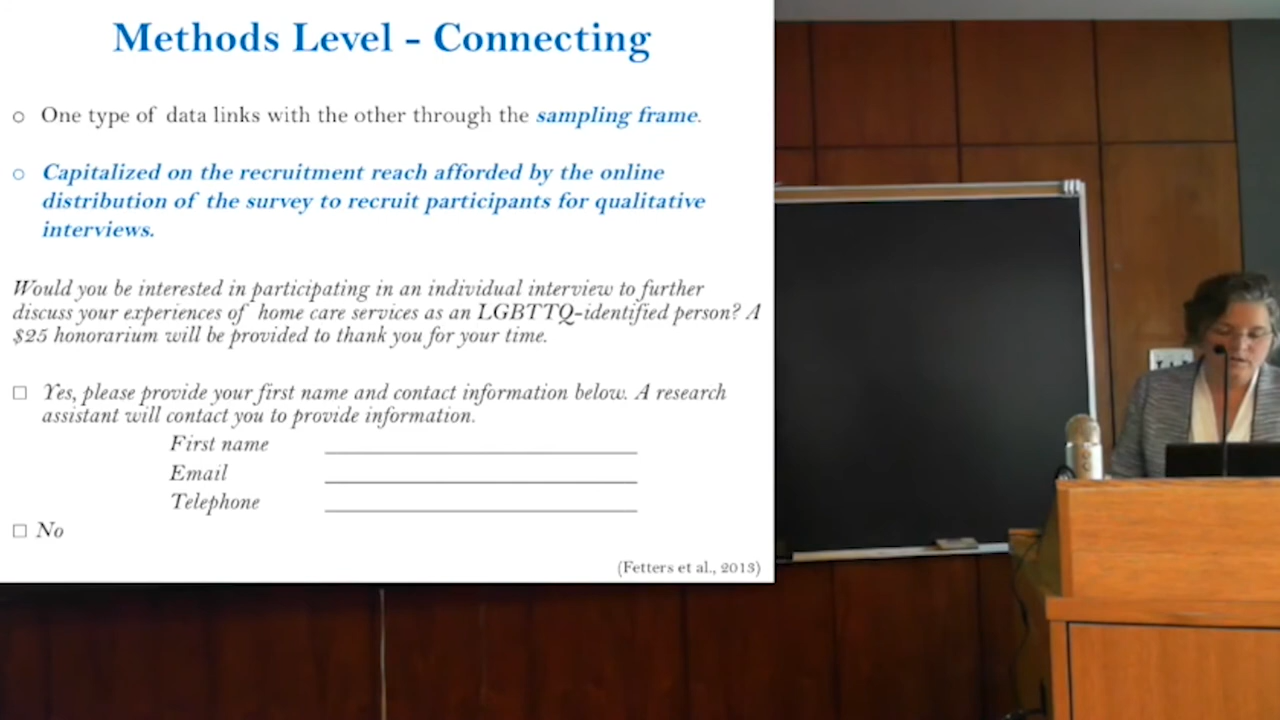 Methods Level - Connecting
One type of data links with the other through the sampling frame.
Capitalized on the recruitment reach afforded by the online
distribution of the survey to recruit participants for qualitative
interviews.
Would you be interested in participating in an individual interview to further
discuss your experiences of home care services as an LGBTTQ-identified person? A
$25 honorarium will be provided to thank you for your time.
Yes, please provide your first name and contact information below. A research
assistant will contact you to provide information.
First name
Email
Telephone
No
(Fetters et al., 2013)